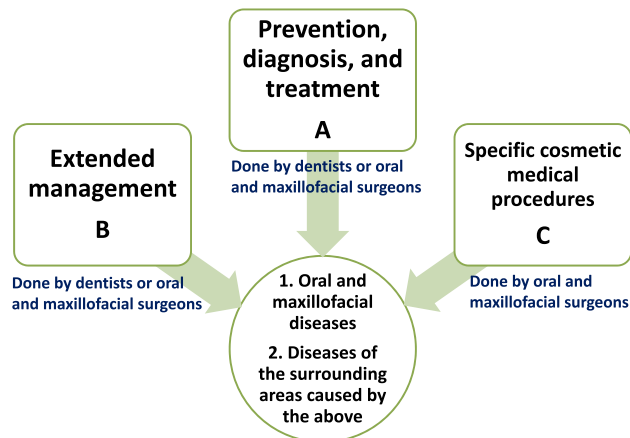 Prevention,
diagnosis, and
treatment
A
Done by dentists or oral
and maxillofacial surgeons
Extended
management
B
Done by dentists or oral
and maxillofacial surgeons
Specific cosmetic
medical
procedures
C
Done by oral and
maxillofacial surgeons
1. Oral and
maxillofacial
diseases
2. Diseases of
the surrounding
areas caused by
the above